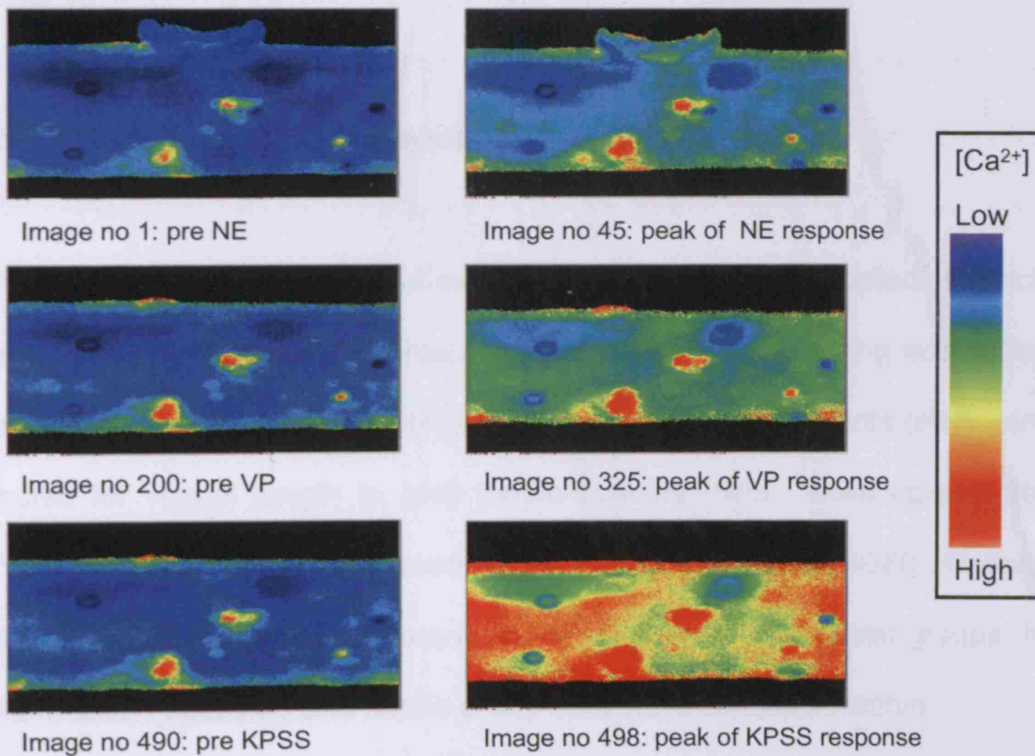 Image no 1: pre NE
Image no 45: peak of NE response
Image no 200: pre VP
Image no 325: peak of VP response
Image no 490: pre KPSS
Image no 498: peak of KPSS response
[Ca²⁺]
Low
High